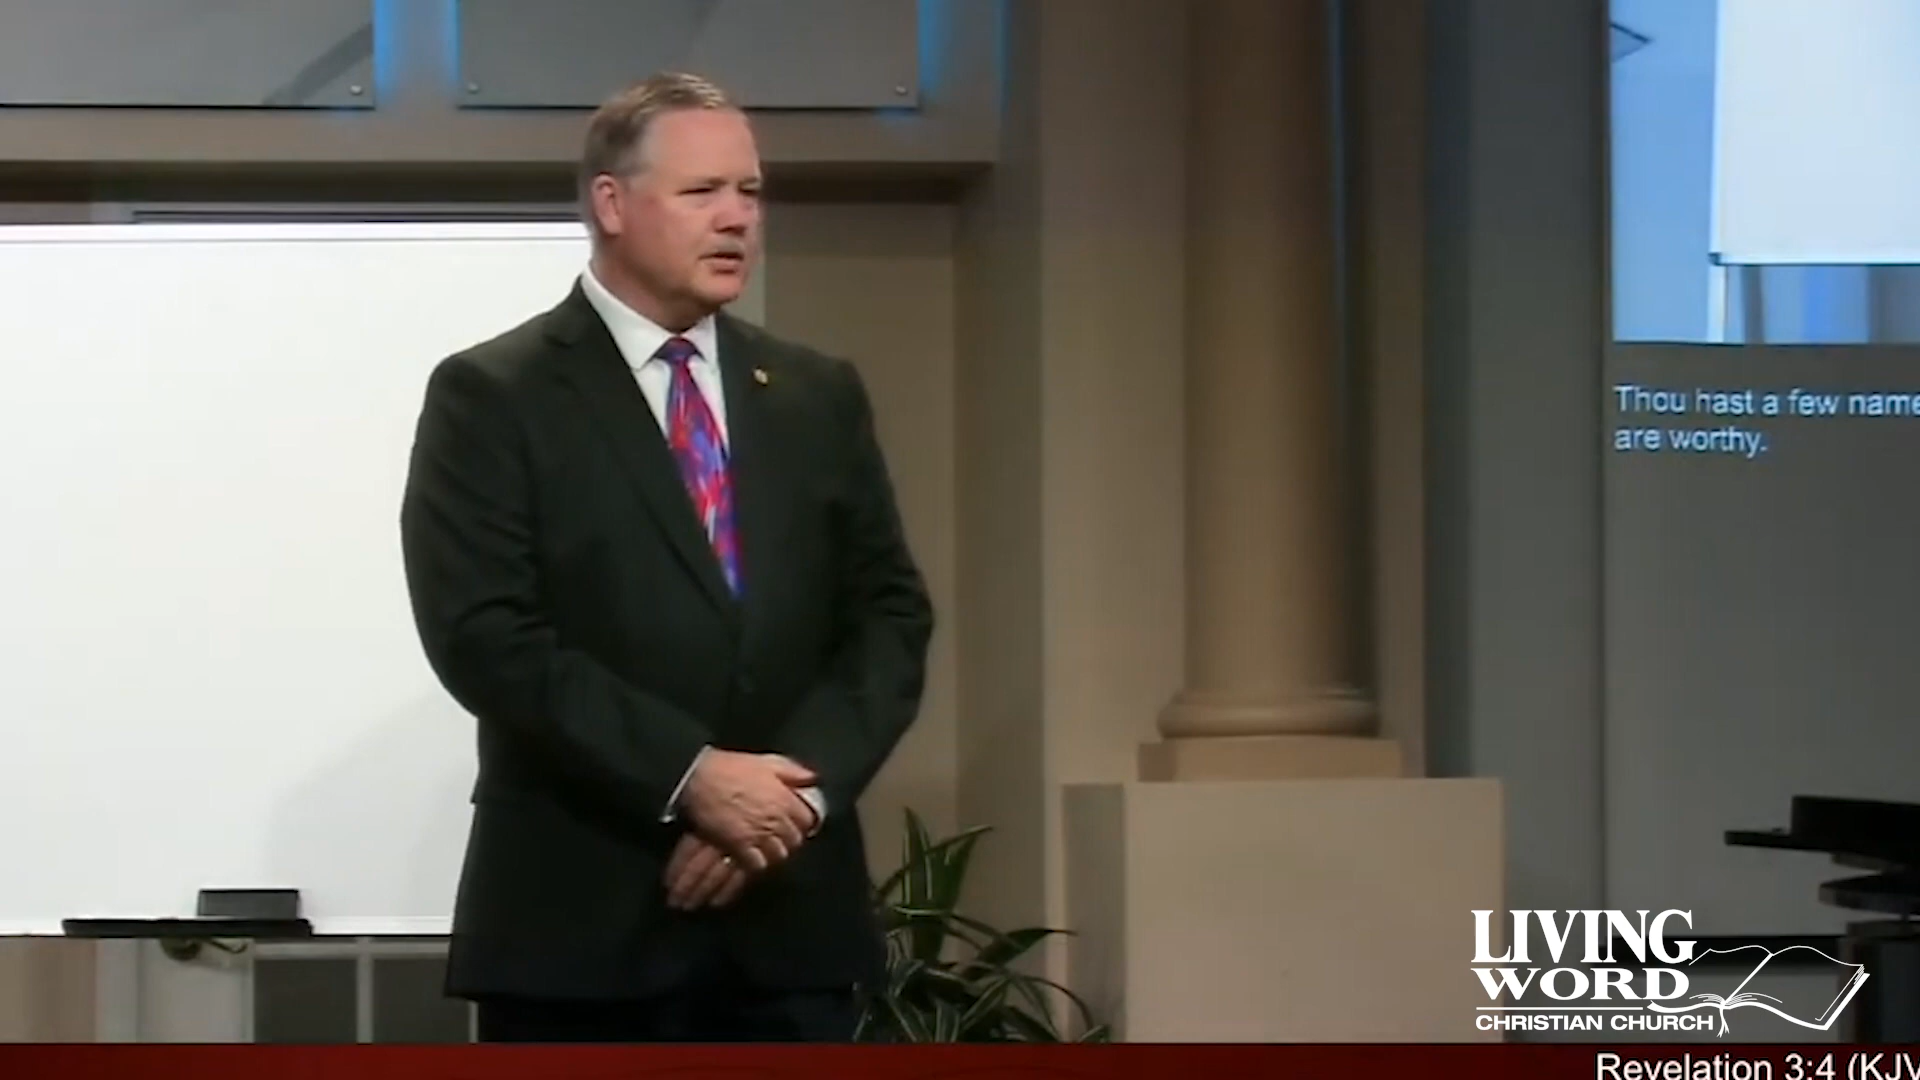 Thou hast a few name
are worthy.
LIVING
WORD
CHRISTIAN CHURCH
Revelation 3:4 (KJV